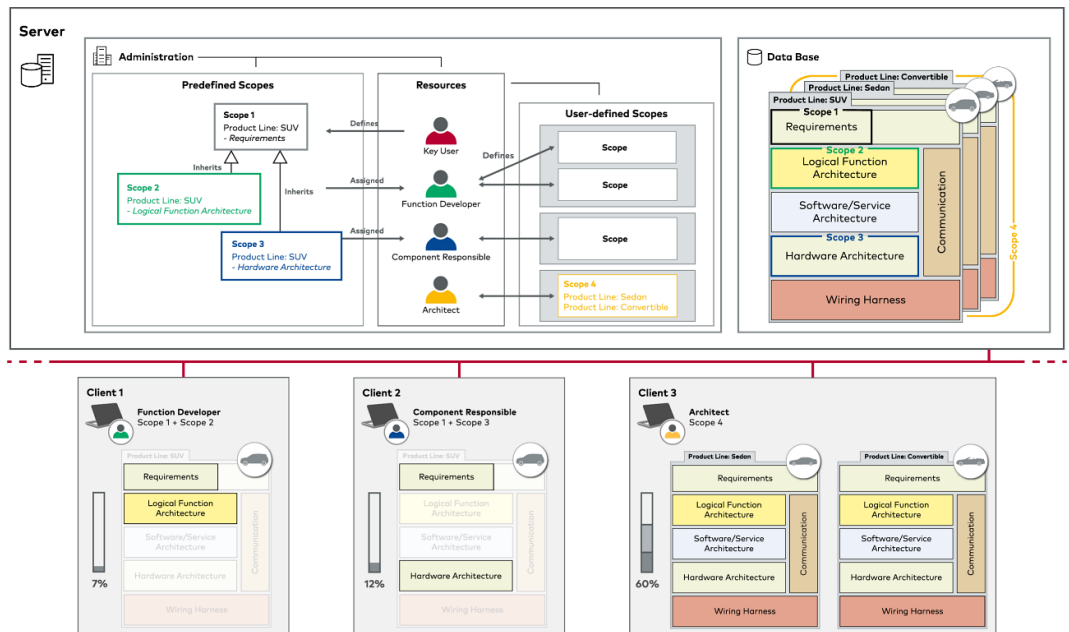 Server
Administration
Predefined Scopes
Resources
User-defined Scopes
Scope 1
Product Line: SUV
- Requirements
Defines
Key User
Inherits
Inherits
Scope 2
Product Line: SUV
- Logical Function Architecture
Assigned
Function Developer
Defines
Scope
Scope
Scope 3
Product Line: SUV
- Hardware Architecture
Assigned
Component Responsible
Scope
Architect
Scope 4
Product Line: Sedan
Product Line: Convertible
Data Base
Product Line: Convertible
Product Line: Sedan
Product Line: SUV
Scope 1
Requirements
Scope 2
Logical Function
Architecture
Software/Service
Architecture
Scope 3
Hardware Architecture
Communication
Wiring Harness
Scope 4
Client 1
Function Developer
Scope 1 + Scope 2
Product Line: SUV
Requirements
Logical Function
Architecture
Software/Service
Architecture
Hardware Architecture
Communication
Wiring Harness
7%
Client 2
Component Responsible
Scope 1 + Scope 3
Product Line: SUV
Requirements
Logical Function
Architecture
Software/Service
Architecture
Hardware Architecture
Communication
Wiring Harness
12%
Client 3
Architect
Scope 4
Product Line: Sedan
Requirements
Logical Function
Architecture
Software/Service
Architecture
Hardware Architecture
Communication
Wiring Harness
60%
Product Line: Convertible
Requirements
Logical Function
Architecture
Software/Service
Architecture
Hardware Architecture
Communication
Wiring Harness